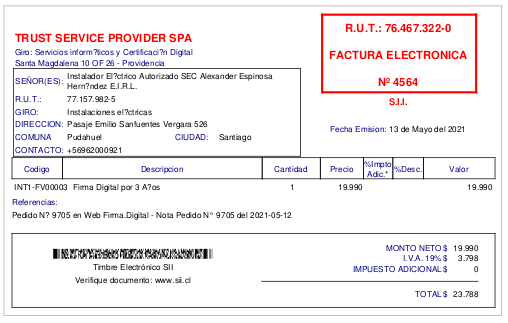 TRUST SERVICE PROVIDER SPA
Giro: Servicios inform?ticos y Certificaci?n Digital
Santa Magdalena 10 OF 26 - Providencia
R.U.T.: 76.467.322-0
FACTURA ELECTRONICA
Nº 4564
S.I.I.
SEÑOR(ES): Instalador El?ctrico Autorizado SEC Alexander Espinosa
Hern?ndez E.I.R.L.
R.U.T.: 77.157.982-5
GIRO: Instalaciones el?ctricas
DIRECCION: Pasaje Emilio Sanfuentes Vergara 526
COMUNA Pudahuel CIUDAD: Santiago
CONTACTO: +56962000921
Fecha Emision: 13 de Mayo del 2021
Codigo Descripcion Cantidad Precio %Impto Adic.* %Desc. Valor
INT1-FV00003 Firma Digital por 3 A?os 1 19.990 19.990
Referencias:
Pedido N? 9705 en Web Firma.Digital - Nota Pedido N° 9705 del 2021-05-12
Timbre Electrónico SII
Verifique documento: www.sii.cl
MONTO NETO $ 19.990
I.V.A. 19% $ 3.798
IMPUESTO ADICIONAL $ 0
TOTAL $ 23.788